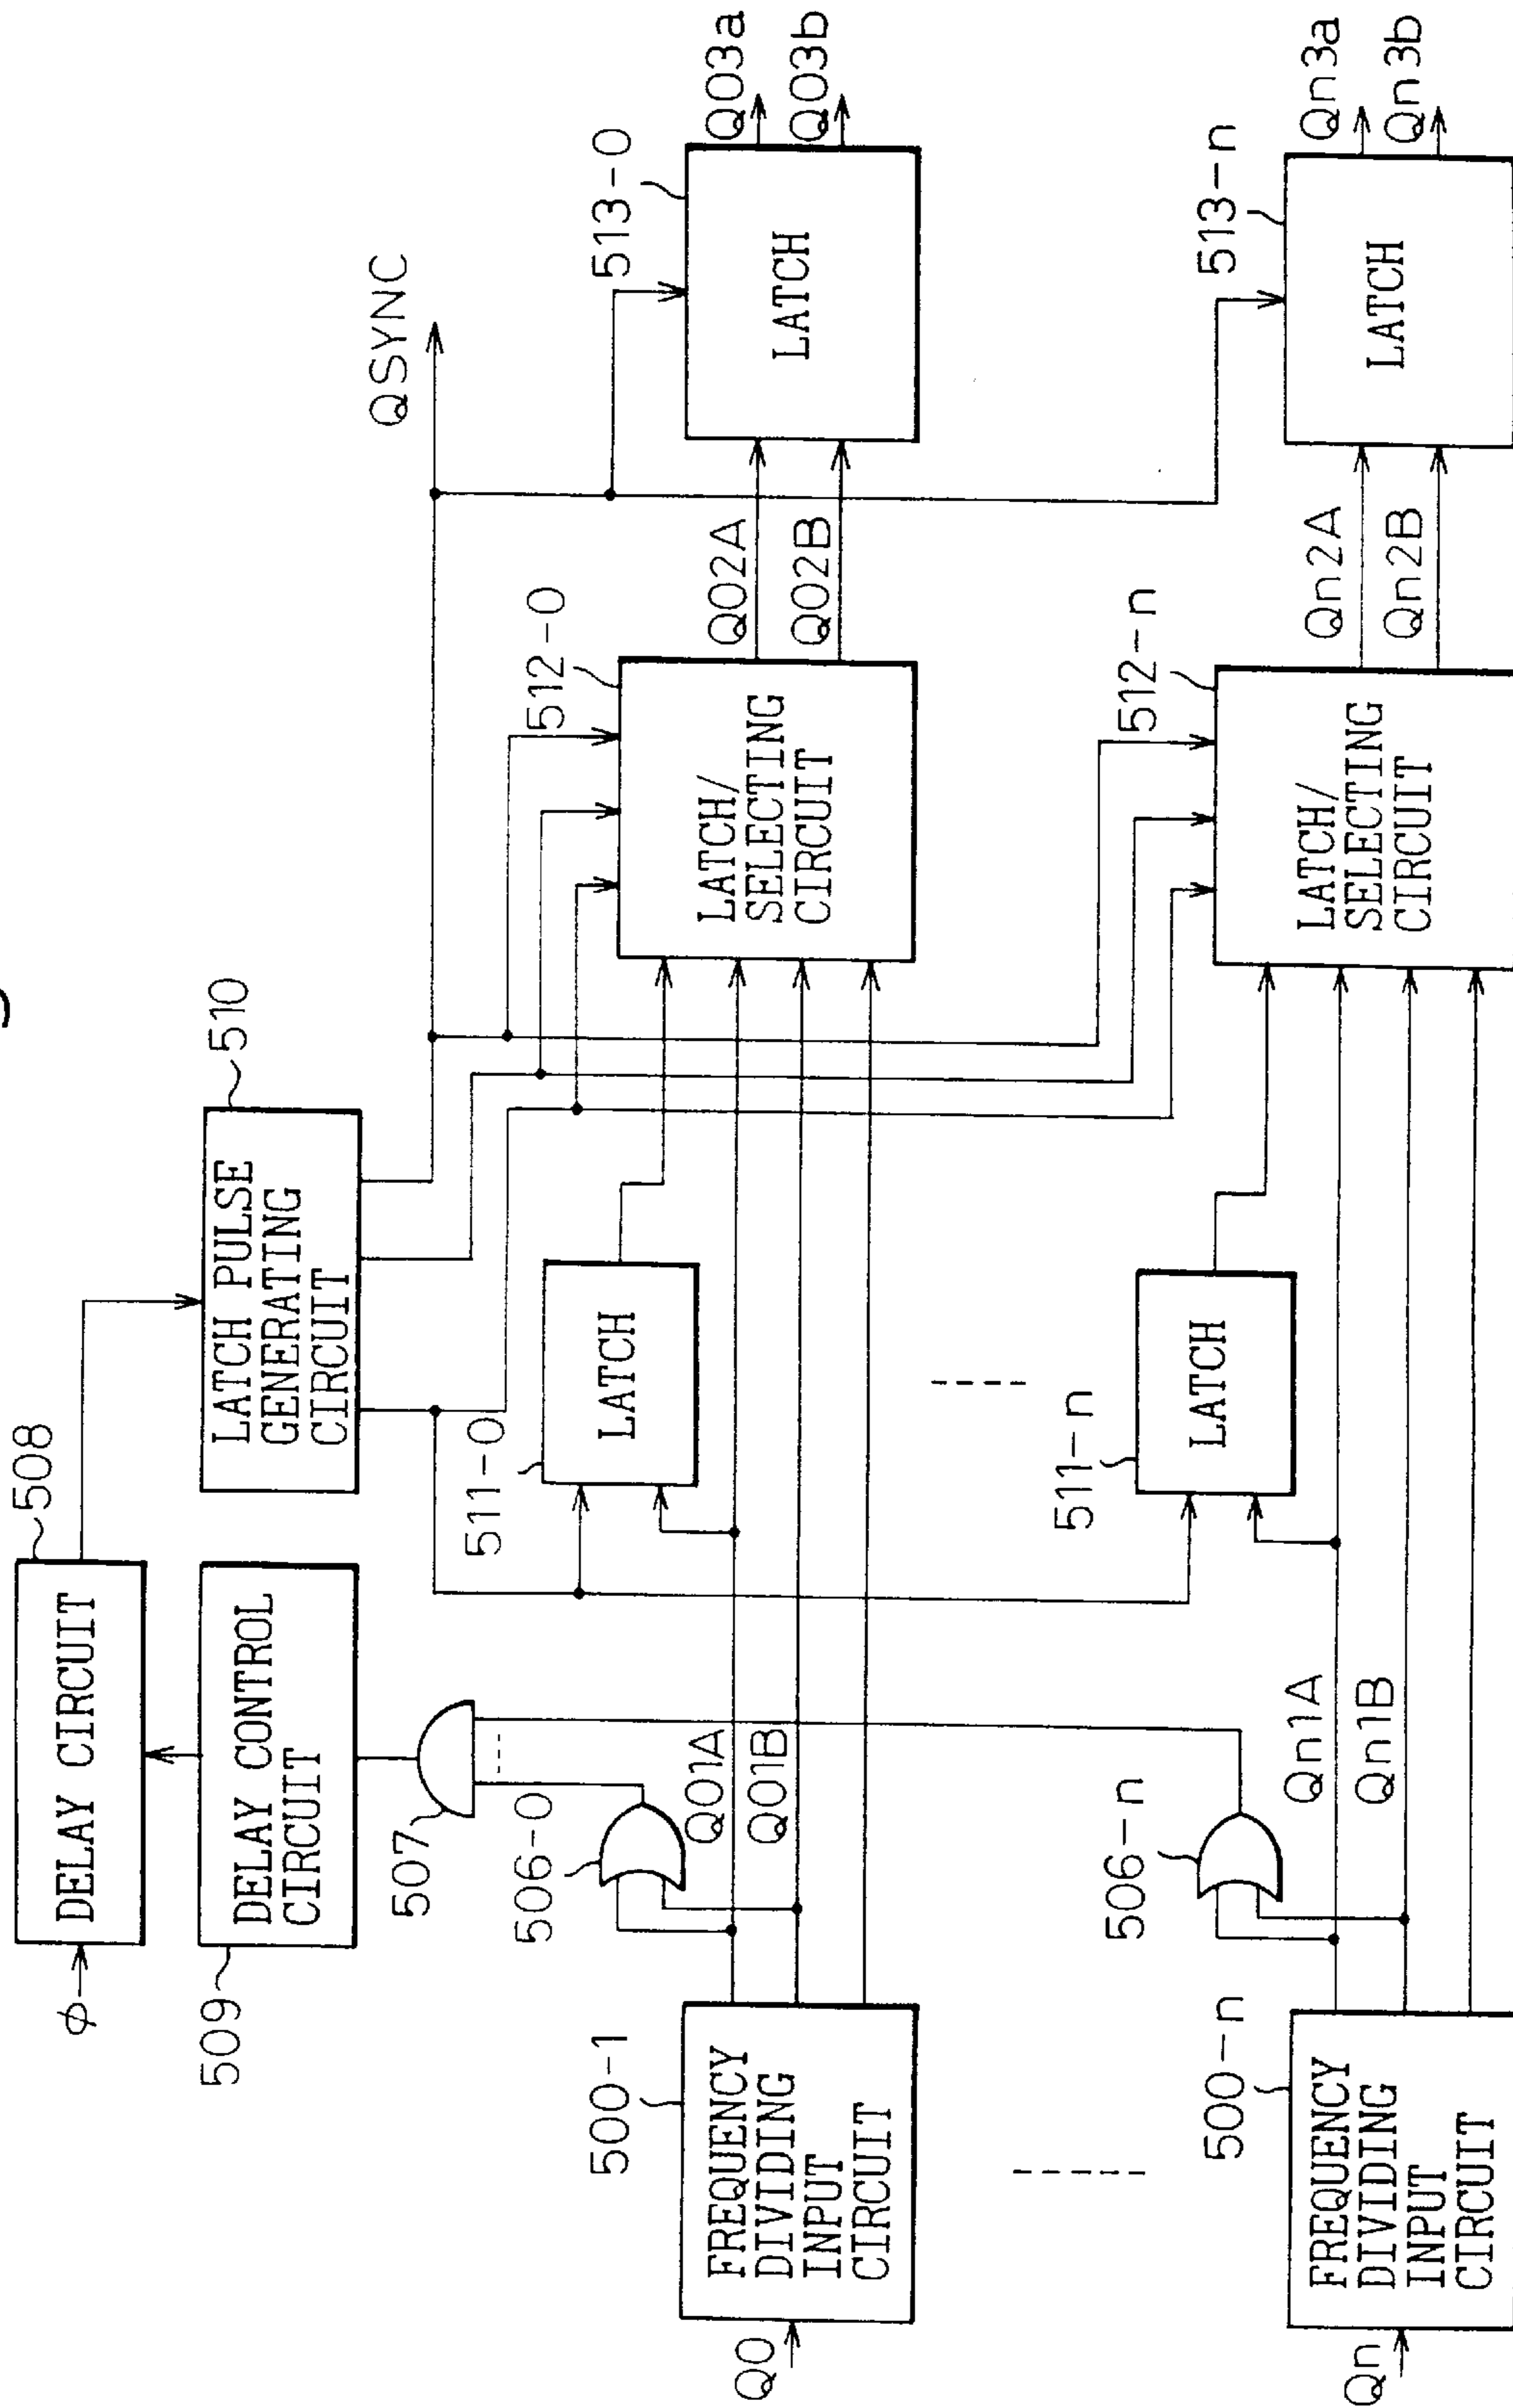 φ
DELAY CIRCUIT
508
DELAY CONTROL
CIRCUIT
509
LATCH PULSE
GENERATING
CIRCUIT
510
QSYNC
507
506-0
Q01A
Q01B
Q0
FREQUENCY
DIVIDING
INPUT
CIRCUIT
500-1
511-0
LATCH
LATCH/
SELECTING
CIRCUIT
512-0
Q02A
Q02B
LATCH
513-0
Q03a
Q03b
506-n
Qn1A
Qn1B
Qn
FREQUENCY
DIVIDING
INPUT
CIRCUIT
500-n
511-n
LATCH
LATCH/
SELECTING
CIRCUIT
512-n
Qn2A
Qn2B
LATCH
513-n
Qn3a
Qn3b